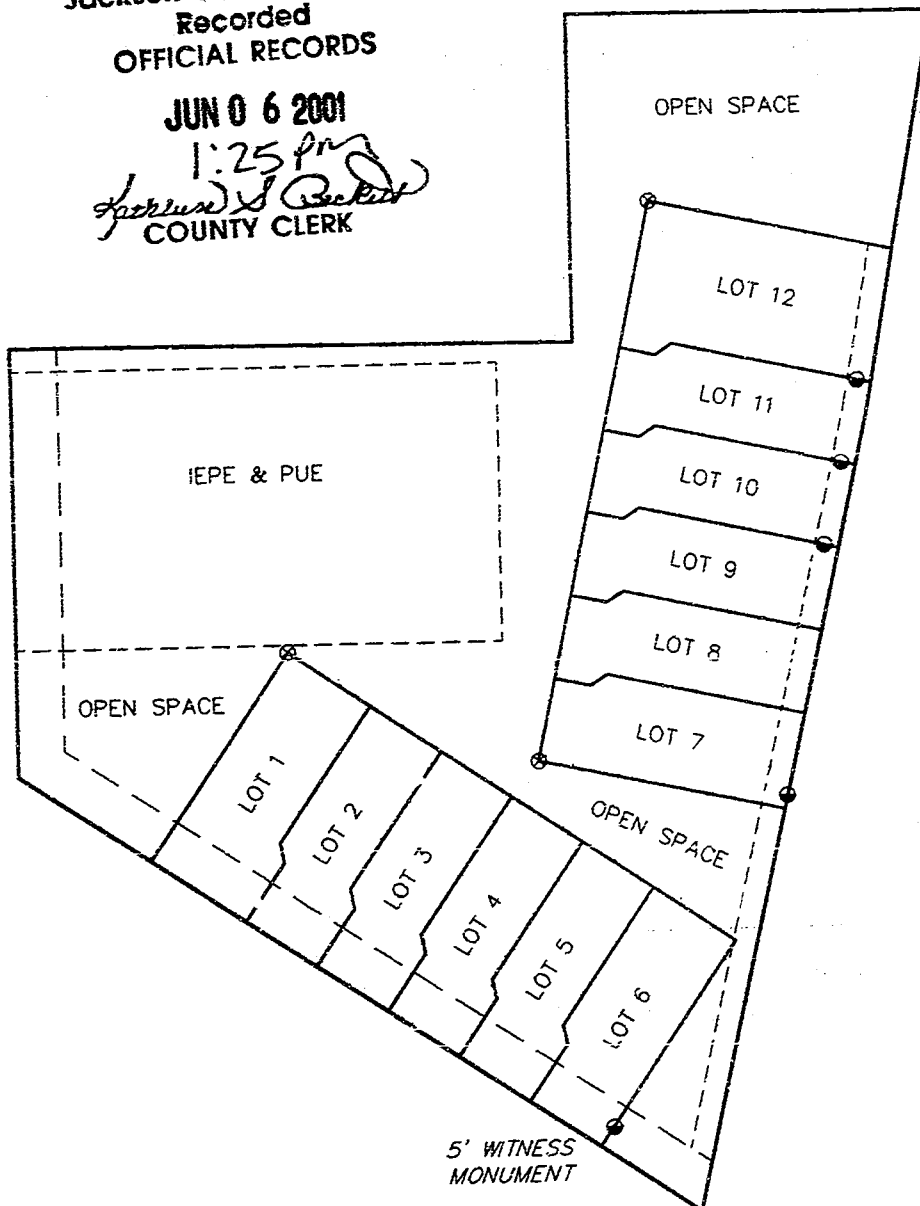 Recorded
OFFICIAL RECORDS
JUN 0 6 2001
1:25 PM
COUNTY CLERK
OPEN SPACE
LOT 12
LOT 11
LOT 10
LOT 9
LOT 8
LOT 7
IEPE & PUE
OPEN SPACE
OPEN SPACE
LOT 1
LOT 2
LOT 3
LOT 4
LOT 5
LOT 6
5' WITNESS
MONUMENT